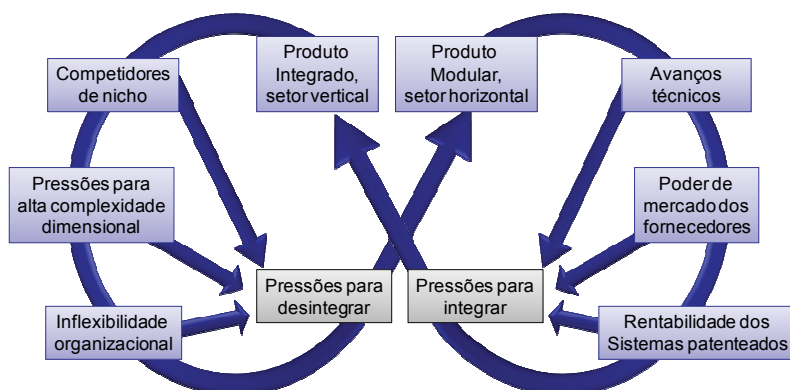 Produto
Integrado,
setor vertical
Produto
Modular,
setor horizontal
Competidores
de nicho
Avanços
técnicos
Pressões para
alta complexidade
dimensional
Poder de
mercado dos
fornecedores
Pressões para
desintegrar
Pressões para
integrar
Inflexibilidade
organizacional
Rentabilidade dos
Sistemas patenteados